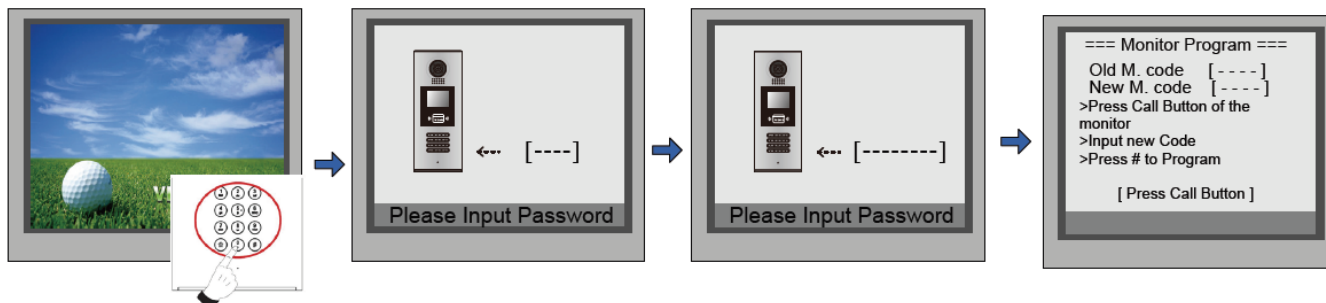 Please Input Password
[----]
Please Input Password
[--------]
=== Monitor Program ===
Old M. code [ - - - - ]
New M. code [ - - - - ]
>Press Call Button of the
monitor
>Input new Code
>Press # to Program
[ Press Call Button ]